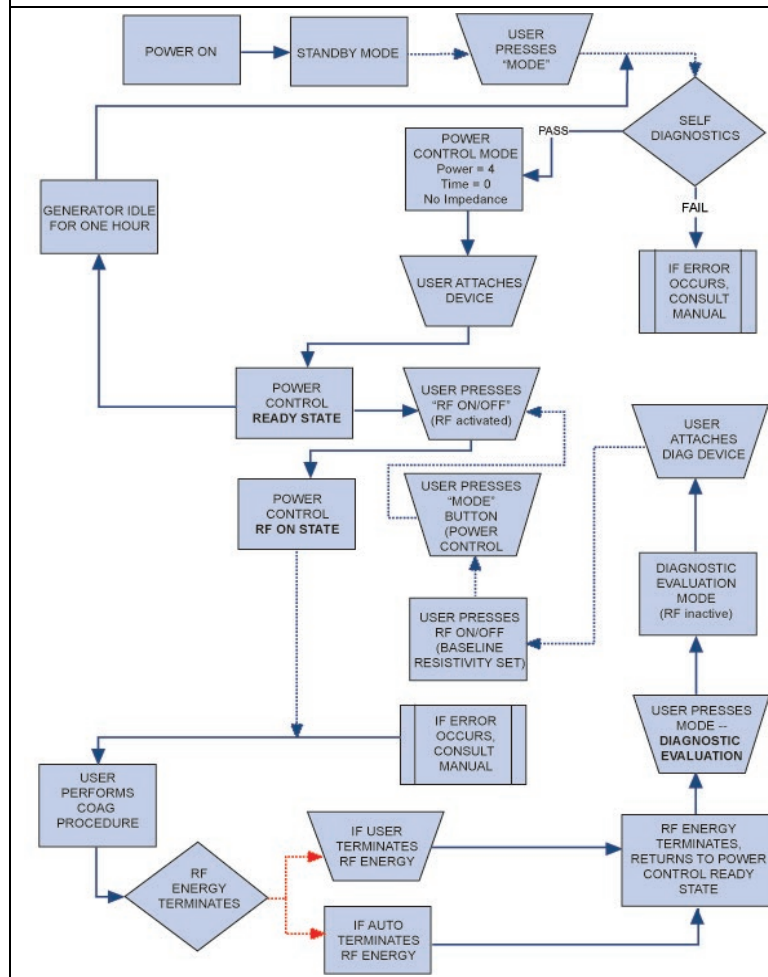 POWER ON
STANDBY MODE
USER
PRESSES
“MODE”
SELF
DIAGNOSTICS
PASS
FAIL
POWER
CONTROL MODE
Power = 4
Time = 0
No Impedance
GENERATOR IDLE
FOR ONE HOUR
IF ERROR
OCCURS,
CONSULT
MANUAL
USER ATTACHES
DEVICE
POWER
CONTROL
READY STATE
USER PRESSES
“RF ON/OFF”
(RF activated)
USER
ATTACHES
DIAG DEVICE
POWER
CONTROL
RF ON STATE
USER PRESSES
“MODE”
BUTTON
(POWER
CONTROL
DIAGNOSTIC
EVALUATION
MODE
(RF inactive)
USER PRESSES
RF ON/OFF
(BASELINE
RESISTIVITY SET)
USER PRESSES
MODE --
DIAGNOSTIC
EVALUATION
IF ERROR
OCCURS,
CONSULT
MANUAL
USER
PERFORMS
COAG
PROCEDURE
RF
ENERGY
TERMINATES
IF USER
TERMINATES
RF ENERGY
RF ENERGY
TERMINATES,
RETURNS TO POWER
CONTROL READY
STATE
IF AUTO
TERMINATES
RF ENERGY